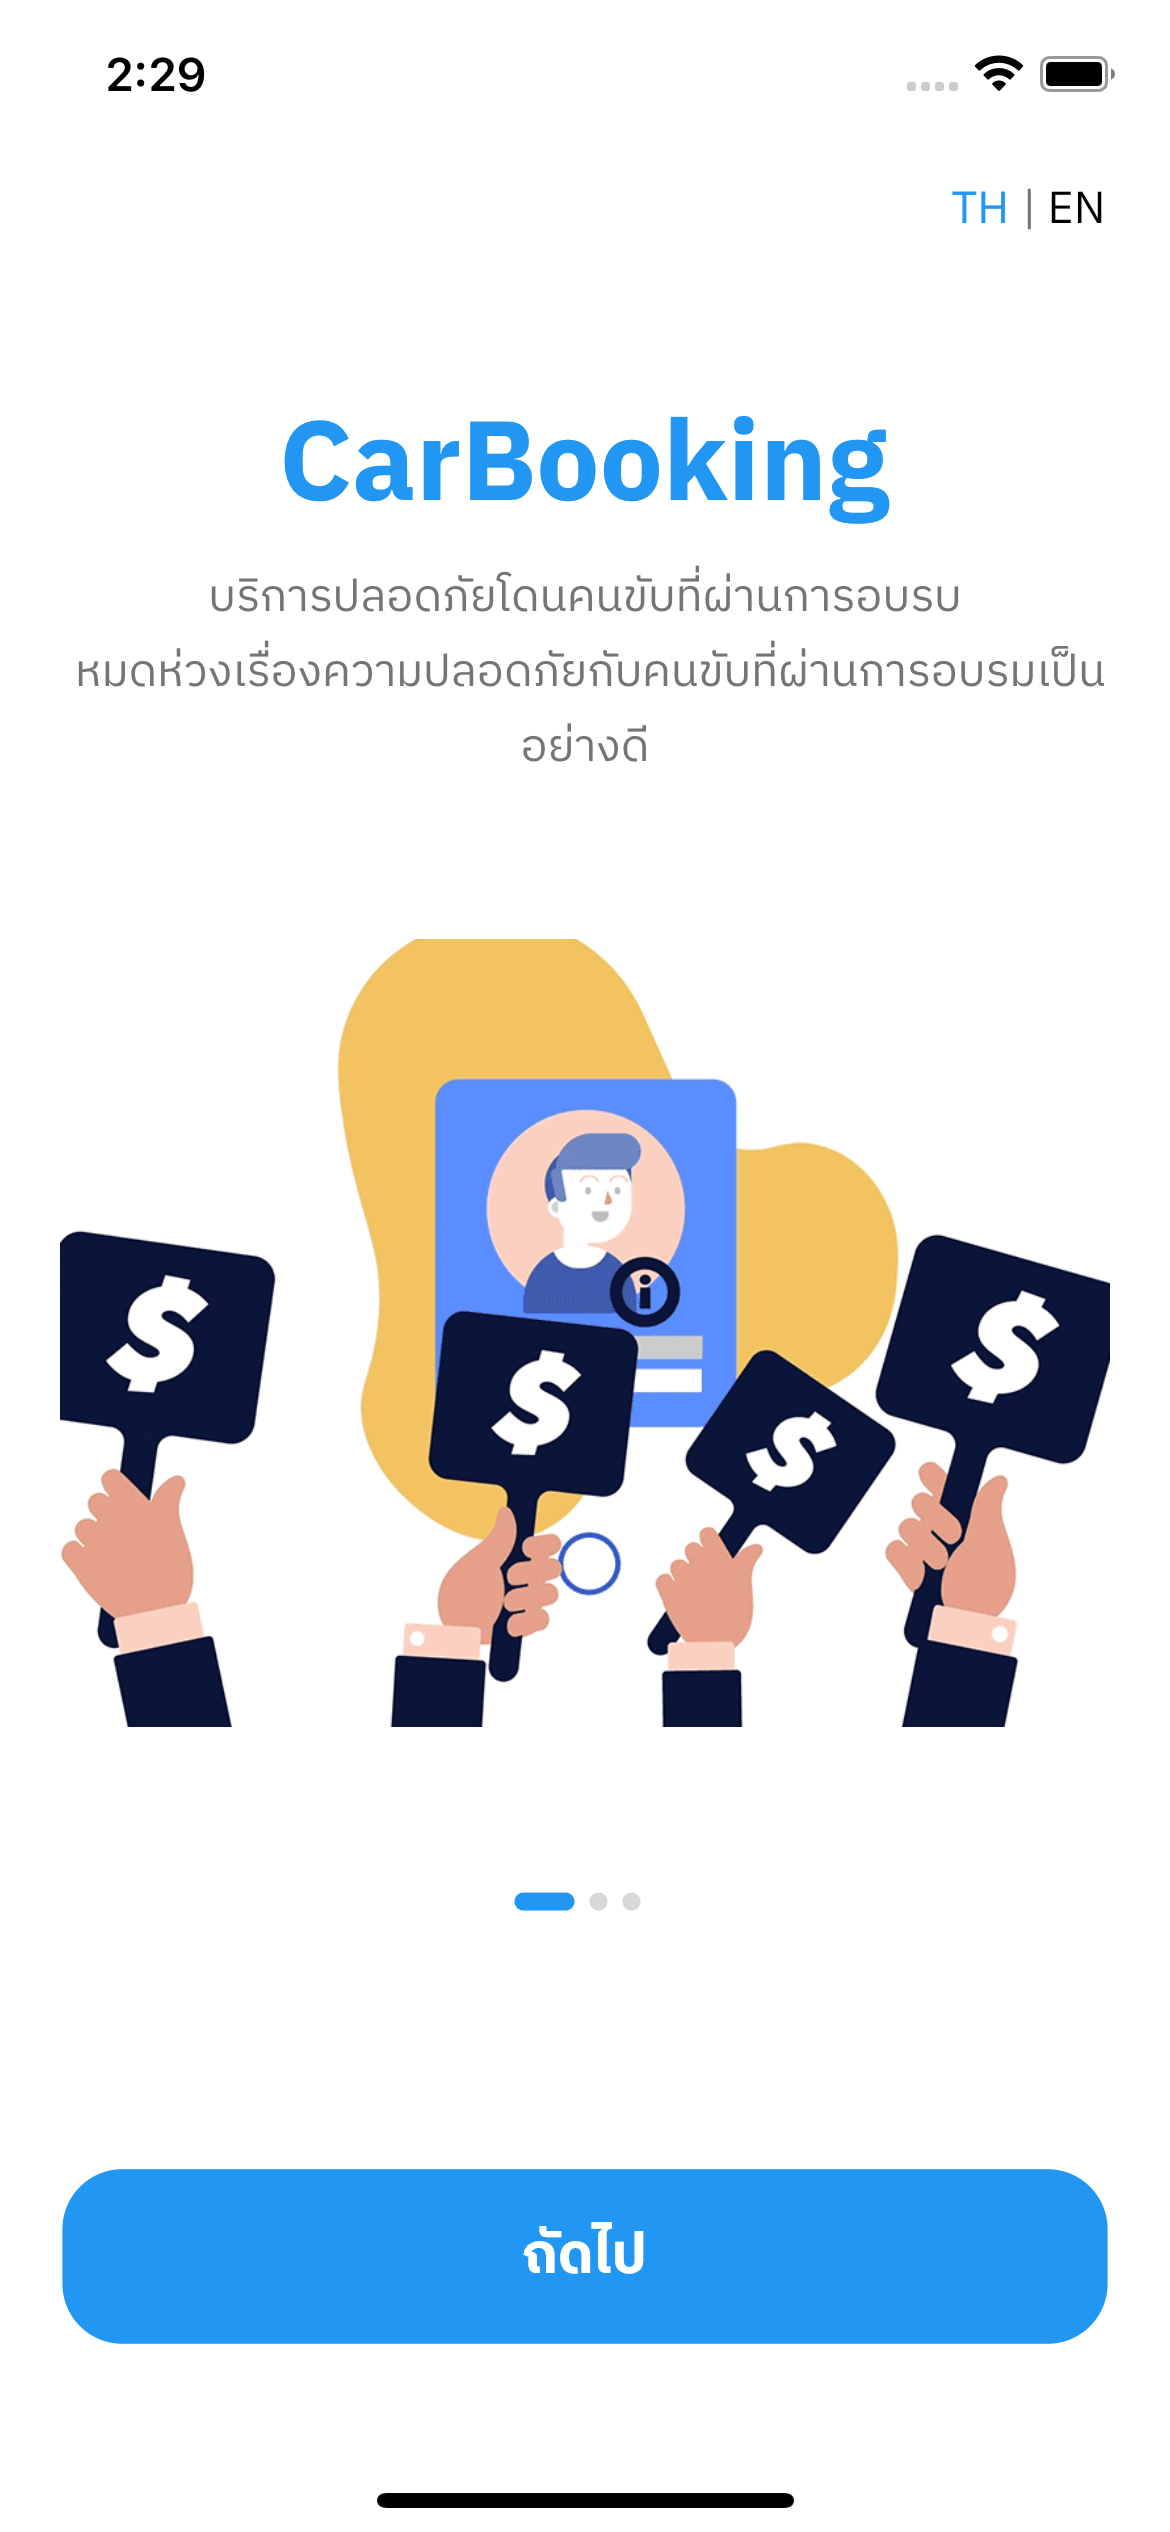 2:29
TH | EN
CarBooking
บริการปลอดภัยโดนคนขับที่ผ่านการอบรบ
หมดห่วงเรื่องความปลอดภัยกับคนขับที่ผ่านการอบรมเป็น
อย่างดี
$
$
$
$
i
ถัดไป